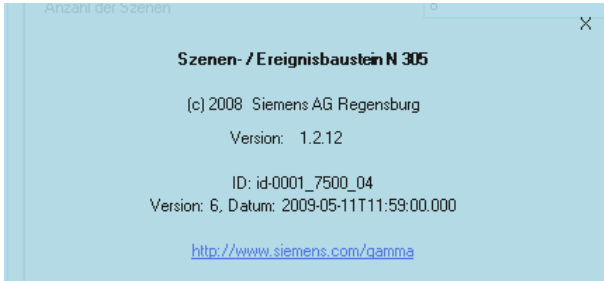 Anzahl der Szenen
8
X
Szenen- / Ereignisbaustein N 305
(c) 2008 Siemens AG Regensburg
Version: 1.2.12
ID: id-0001_7500_04
Version: 6, Datum: 2009-05-11T11:59:00.000
http://www.siemens.com/gamma